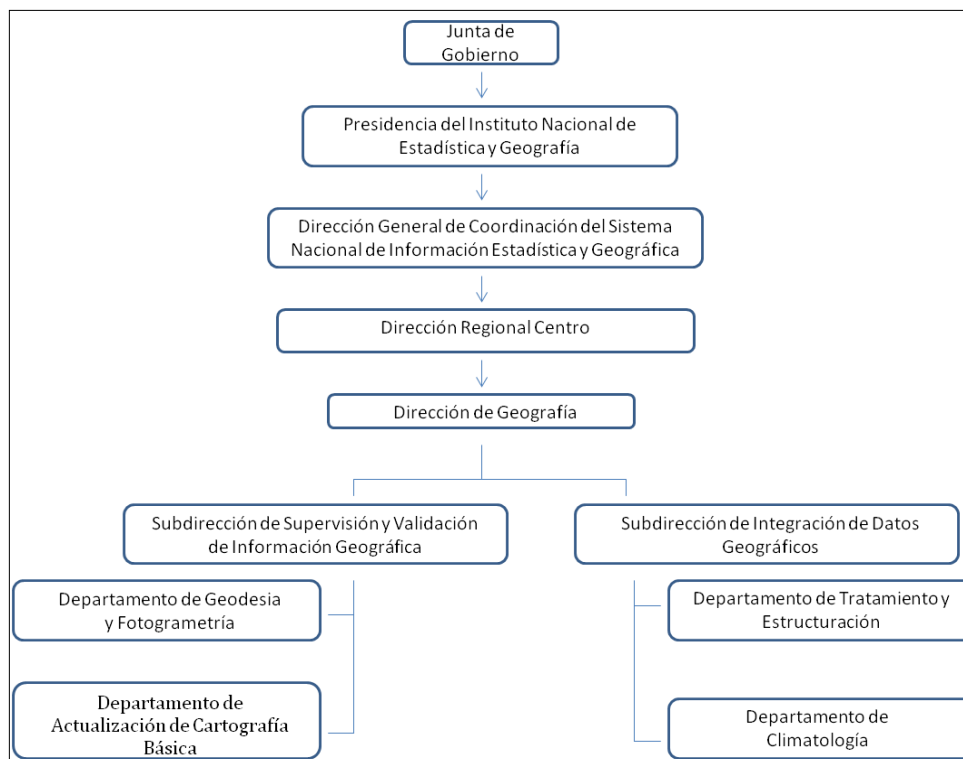 Junta de
Gobierno
Presidencia del Instituto Nacional de
Estadística y Geografía
Dirección General de Coordinación del Sistema
Nacional de Información Estadística y Geográfica
Dirección Regional Centro
Dirección de Geografía
Subdirección de Supervisión y Validación
de Información Geográfica
Subdirección de Integración de Datos
Geográficos
Departamento de Geodesia
y Fotogrametría
Departamento de Tratamiento y
Estructuración
Departamento de
Actualización de Cartografía
Básica
Departamento de
Climatología